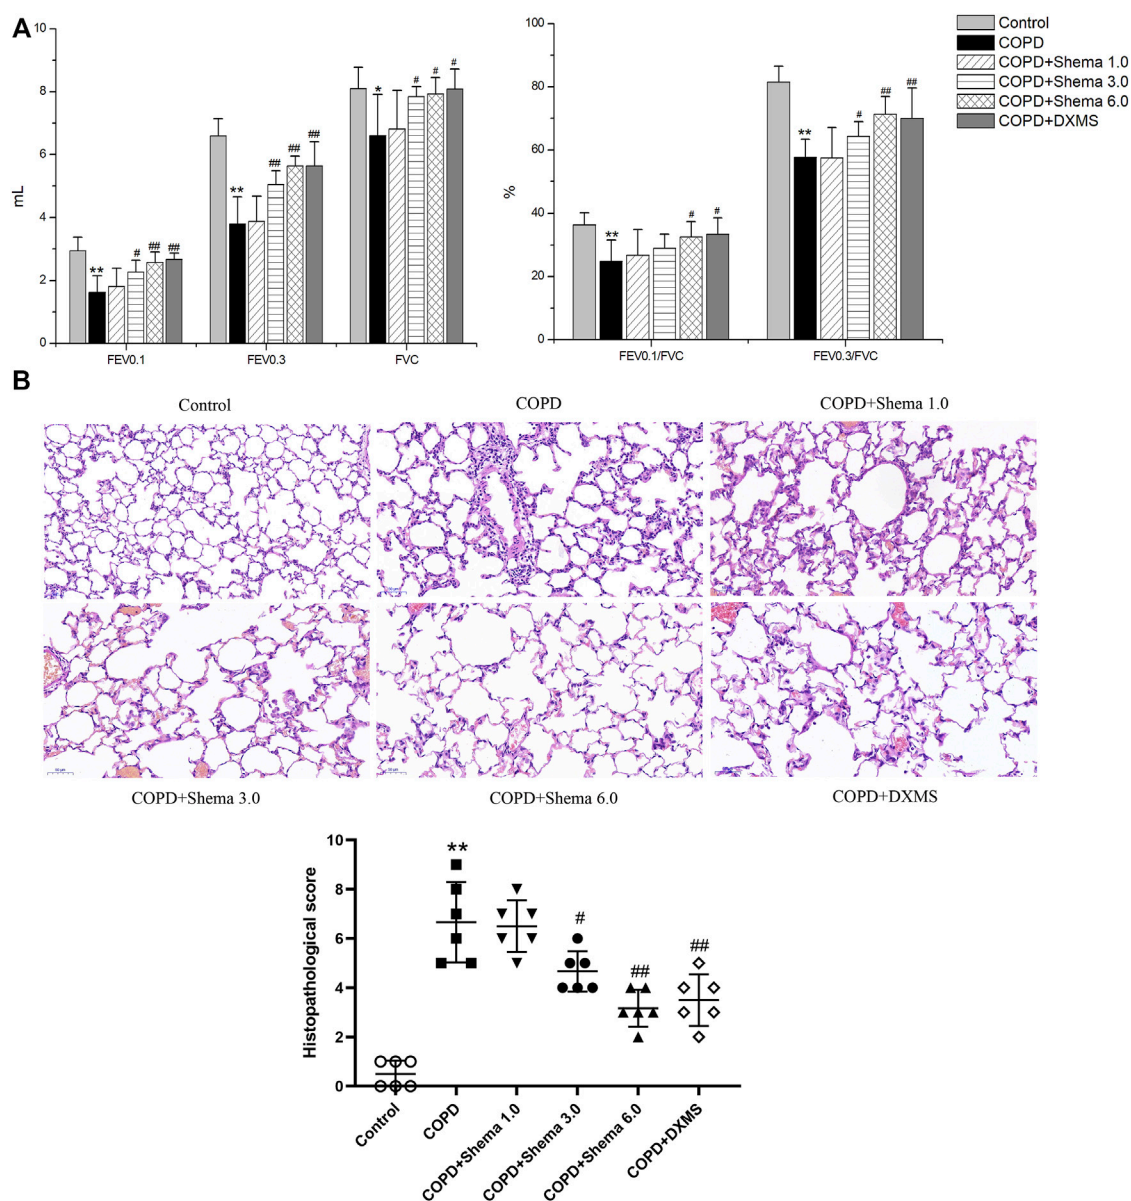 A
10
8
6
4
2
0
mL
**
#
##
##
**
##
##
##
*
#
#
#
FEV0.1
FEV0.3
FVC
100
80
60
40
20
0
%
**
#
#
**
#
##
##
FEV0.1/FVC
FEV0.3/FVC
Control
COPD
COPD+Shema 1.0
COPD+Shema 3.0
COPD+Shema 6.0
COPD+DXMS
B
Control
COPD
COPD+Shema 1.0
COPD+Shema 3.0
COPD+Shema 6.0
COPD+DXMS
Histopathological score
10
8
6
4
2
0
**
#
##
##
Control
COPD
COPD+Shema 1.0
COPD+Shema 3.0
COPD+Shema 6.0
COPD+DXMS